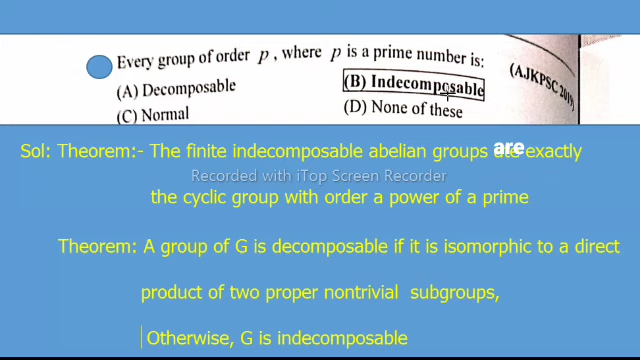 Every group of order p, where p is a prime number is:
(A) Decomposable
(B) Indecomposable
(C) Normal
(D) None of these
(AJKPSC 2019)
Sol: Theorem:- The finite indecomposable abelian groups are exactly
Recorded with iTop Screen Recorder
the cyclic group with order a power of a prime
Theorem: A group of G is decomposable if it is isomorphic to a direct
product of two proper nontrivial subgroups,
Otherwise, G is indecomposable